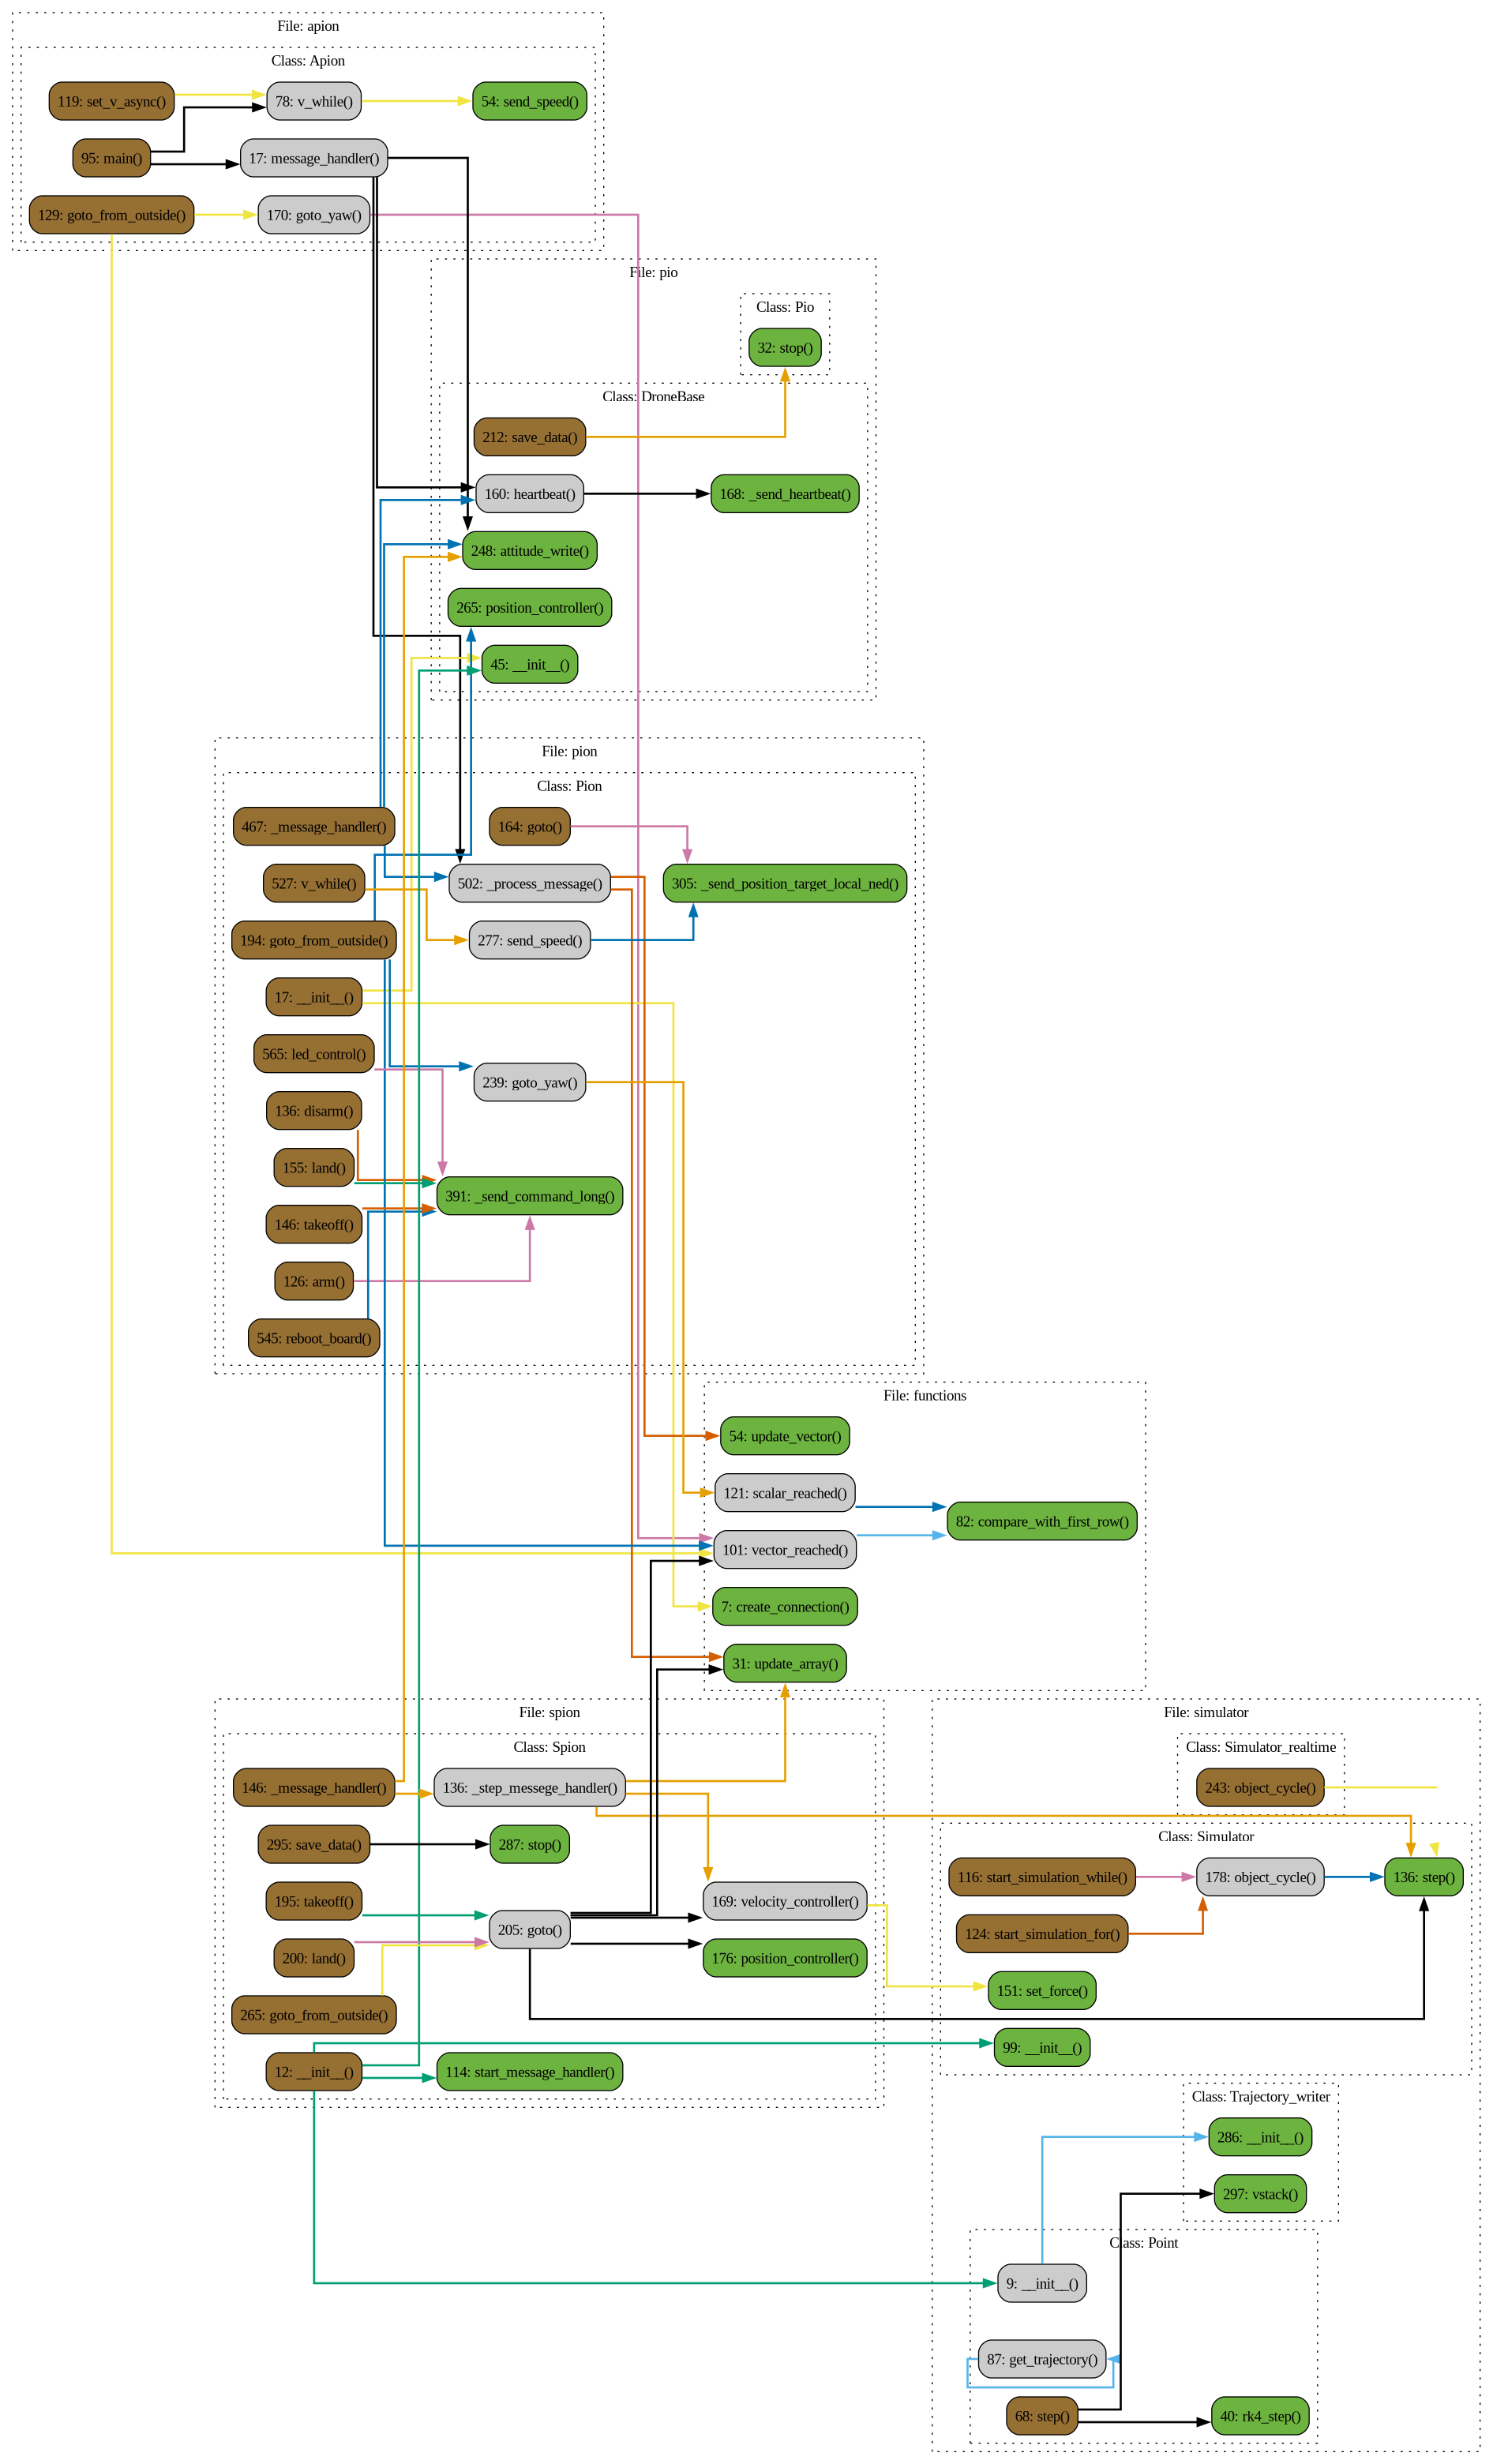 File: apion
Class: Apion
119: set_v_async()
78: v_while()
54: send_speed()
95: main()
17: message_handler()
129: goto_from_outside()
170: goto_yaw()
File: pio
Class: Pio
32: stop()
Class: DroneBase
212: save_data()
160: heartbeat()
168: _send_heartbeat()
248: attitude_write()
265: position_controller()
45: __init__()
File: pion
Class: Pion
467: _message_handler()
164: goto()
527: v_while()
502: _process_message()
305: _send_position_target_local_ned()
194: goto_from_outside()
277: send_speed()
17: __init__()
565: led_control()
239: goto_yaw()
136: disarm()
155: land()
391: _send_command_long()
146: takeoff()
126: arm()
545: reboot_board()
File: functions
54: update_vector()
121: scalar_reached()
82: compare_with_first_row()
101: vector_reached()
7: create_connection()
31: update_array()
File: spion
Class: Spion
146: _message_handler()
136: _step_messege_handler()
295: save_data()
287: stop()
195: takeoff()
169: velocity_controller()
205: goto()
200: land()
176: position_controller()
265: goto_from_outside()
12: __init__()
114: start_message_handler()
File: simulator
Class: Simulator_realtime
243: object_cycle()
Class: Simulator
116: start_simulation_while()
178: object_cycle()
136: step()
124: start_simulation_for()
151: set_force()
99: __init__()
Class: Trajectory_writer
286: __init__()
297: vstack()
Class: Point
9: __init__()
87: get_trajectory()
68: step()
40: rk4_step()